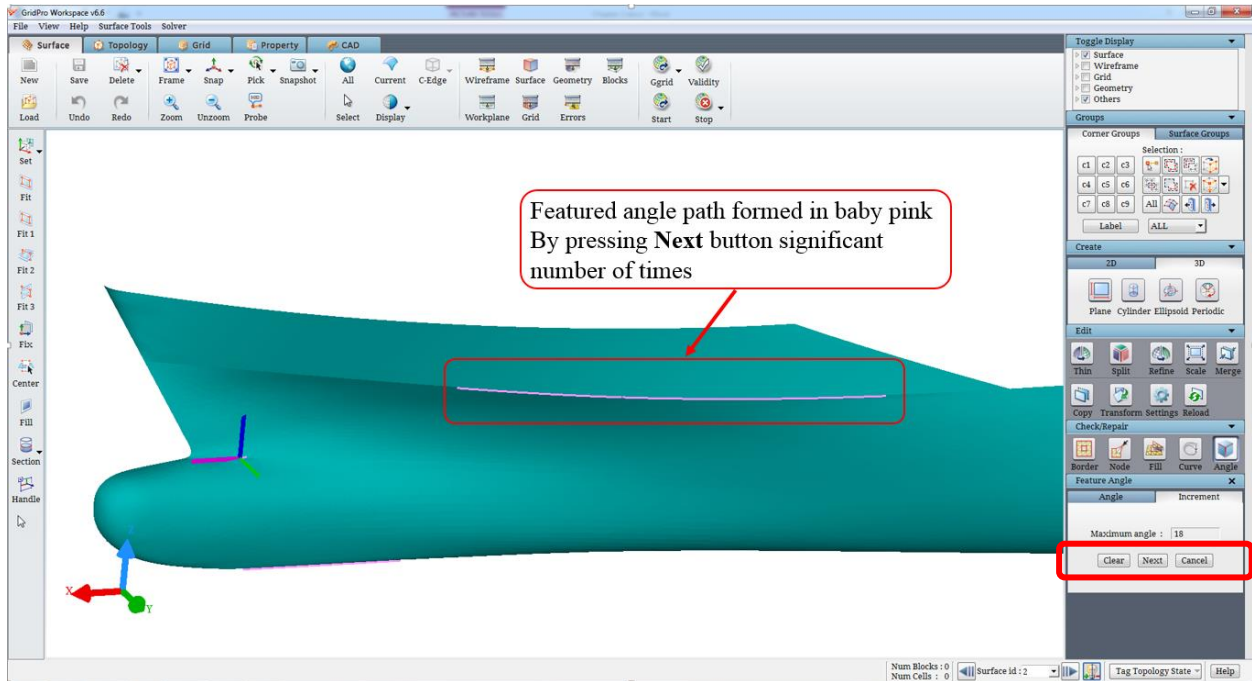 GridPro Workspace v6.6
File View Help Surface Tools Solver
Surface Topology Grid Property CAD
New Save Delete Frame Snap Pick Snapshot All Current C-Edge Wireframe Surface Geometry Blocks Ggrid Validity
Load Undo Redo Zoom Unzoom Probe Select Display Workplane Grid Errors Start Stop
Set
Fit
Fit 1
Fit 2
Fit 3
Fix
Center
Fill
Section
Handle
Featured angle path formed in baby pink
By pressing Next button significant
number of times
X
Y
Toggle Display
Surface
Wireframe
Grid
Geometry
Others
Groups
Corner Groups Surface Groups
Selection :
c1 c2 c3
c4 c5 c6
c7 c8 c9 All
Label ALL
Create
2D 3D
Plane Cylinder Ellipsoid Periodic
Edit
Thin Split Refine Scale Merge
Copy Transform Settings Reload
Check/Repair
Border Node Fill Curve Angle
Feature Angle X
Angle Increment
Maximum angle : 18
Clear Next Cancel
Num Blocks : 0
Num Cells : 0
Surface id : 2
Tag Topology State
Help